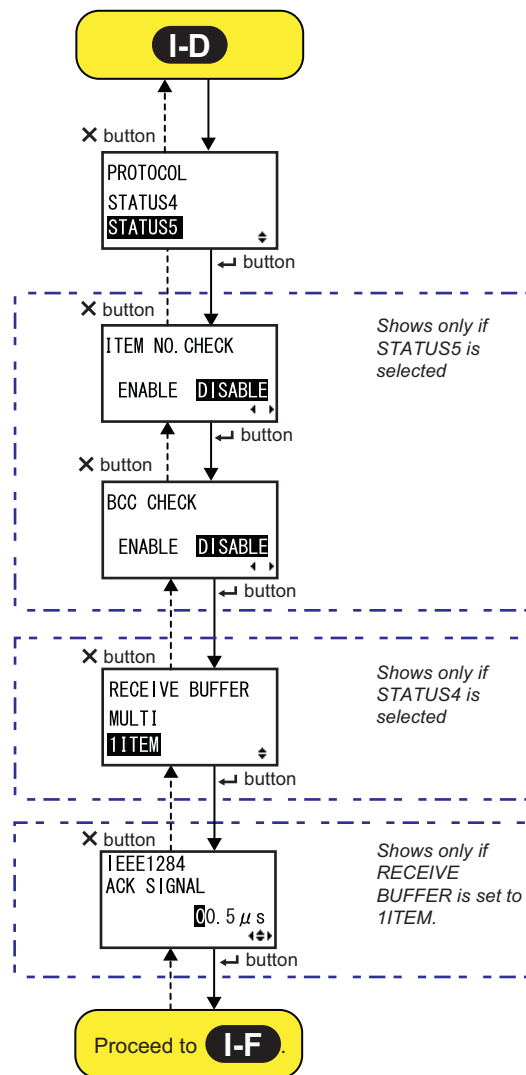 I-D
✕ button
PROTOCOL
STATUS4
STATUS5
↵ button
✕ button
Shows only if
STATUS5 is
selected
ITEM NO. CHECK
ENABLE DISABLE
↵ button
✕ button
BCC CHECK
ENABLE DISABLE
↵ button
✕ button
Shows only if
STATUS4 is
selected
RECEIVE BUFFER
MULTI
1ITEM
↵ button
✕ button
Shows only if
RECEIVE
BUFFER is set to
1ITEM.
IEEE1284
ACK SIGNAL
00.5μs
↵ button
Proceed to I-F.